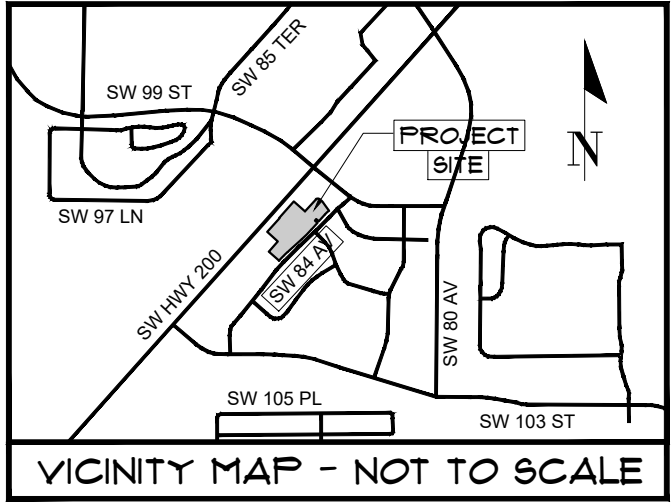 SW 85 TER
SW 99 ST
PROJECT
SITE
N
SW 97 LN
SW 84 AV
SW HWY 200
SW 80 AV
SW 105 PL
SW 103 ST
VICINITY MAP - NOT TO SCALE